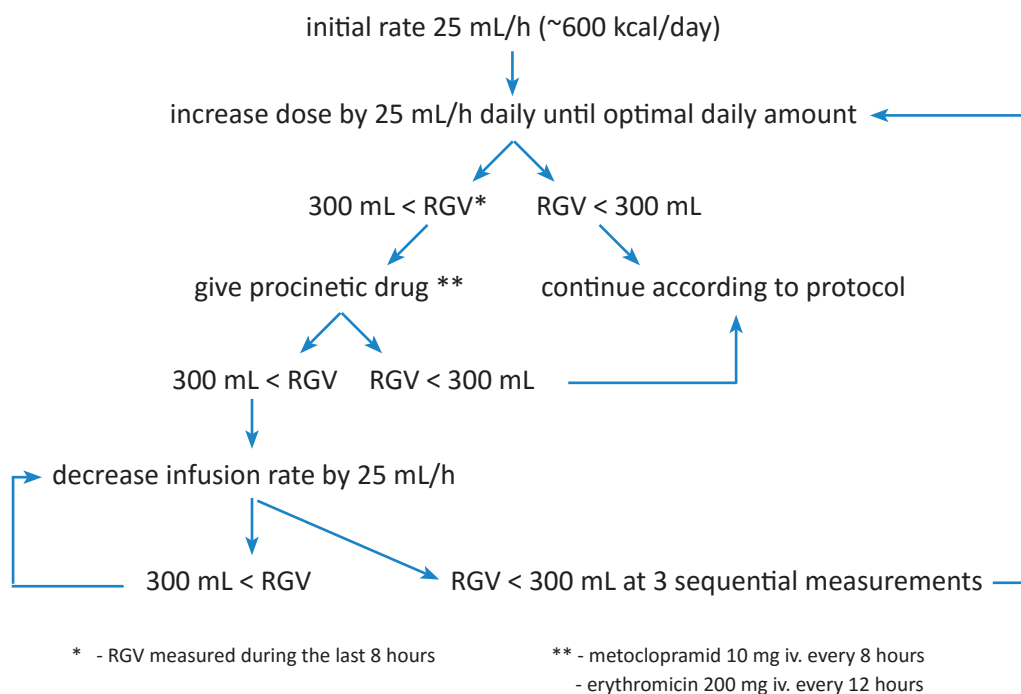 initial rate 25 mL/h (~600 kcal/day)
increase dose by 25 mL/h daily until optimal daily amount
300 mL < RGV*
RGV < 300 mL
give procinetic drug **
continue according to protocol
300 mL < RGV
RGV < 300 mL
decrease infusion rate by 25 mL/h
300 mL < RGV
RGV < 300 mL at 3 sequential measurements
* - RGV measured during the last 8 hours
** - metoclopramid 10 mg iv. every 8 hours
- erythromicin 200 mg iv. every 12 hours